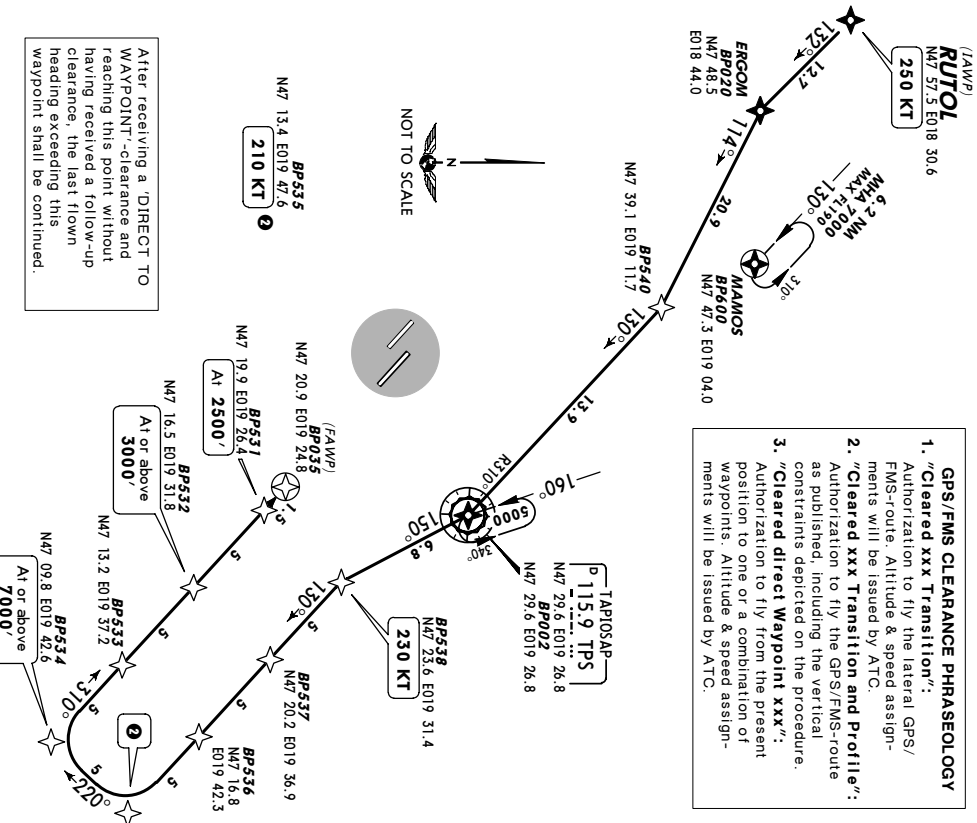 (IAWP)
RUTOL
N47 57.5 E018 30.6
250 KT
132°
12.7
ERGOM
BP020
N47 48.5
E018 44.0
114°
20.9
6.2 NM
MHA 7000
MAX FL190
130°
310°
MAMOS
BP600
N47 47.3 E019 04.0
BP540
N47 39.1 E019 11.7
130°
13.9
R310°
160°
5000
340°
TAPIOSAP
D
115.9 TPS
N47 29.6 E019 26.8
BP002
N47 29.6 E019 26.8
150°
6.8
BP538
N47 23.6 E019 31.4
230 KT
130°
5
BP537
N47 20.2 E019 36.9
5
BP536
N47 16.8
E019 42.3
5
2
220°
5
BP535
N47 13.4 E019 47.6
210 KT
2
BP534
N47 09.8 E019 42.6
At or above
7000'
310°
5
BP533
N47 13.2 E019 37.2
5
BP532
N47 16.5 E019 31.8
At or above
3000'
5
BP531
N47 19.9 E019 26.4
At 2500'
1.5
(FAWP)
BP035
N47 20.9 E019 24.8
N
NOT TO SCALE
GPS/FMS CLEARANCE PHRASEOLOGY
1. "Cleared xxx Transition":
Authorization to fly the lateral GPS/
FMS-route. Altitude & speed assign-
ments will be issued by ATC.
2. "Cleared xxx Transition and Profile":
Authorization to fly the GPS/FMS-route
as published, including the vertical
constraints depicted on the procedure.
3. "Cleared direct Waypoint xxx":
Authorization to fly from the present
position to one or a combination of
waypoints. Altitude & speed assign-
ments will be issued by ATC.
After receiving a 'DIRECT TO
WAYPOINT'-clearance and
reaching this point without
having received a follow-up
clearance, the last flown
heading exceeding this
waypoint shall be continued.